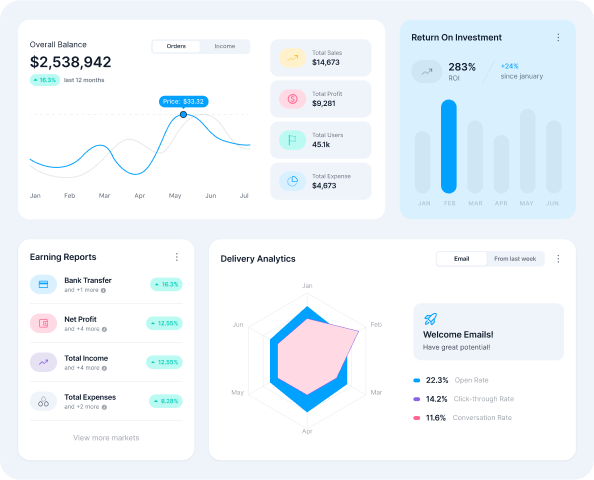 Overall Balance
Orders
Income
$2,538,942
16.3%
last 12 months
Price: $33.32
Jan Feb Mar Apr May Jun Jul
Total Sales
$14,673
Total Profit
$9,281
Total Users
45.1k
Total Expense
$4,673
Return On Investment
283%
ROI
+24%
since january
JAN FEB MAR APR MAY JUN
Earning Reports
Bank Transfer
and +1 more
16.3%
Net Profit
and +4 more
12.55%
Total Income
and +4 more
12.55%
Total Expenses
and +2 more
8.28%
View more markets
Delivery Analytics
Email
From last week
Jan
Feb
Mar
Apr
May
Jun
Welcome Emails!
Have great potential!
22.3% Open Rate
14.2% Click-through Rate
11.6% Conversation Rate